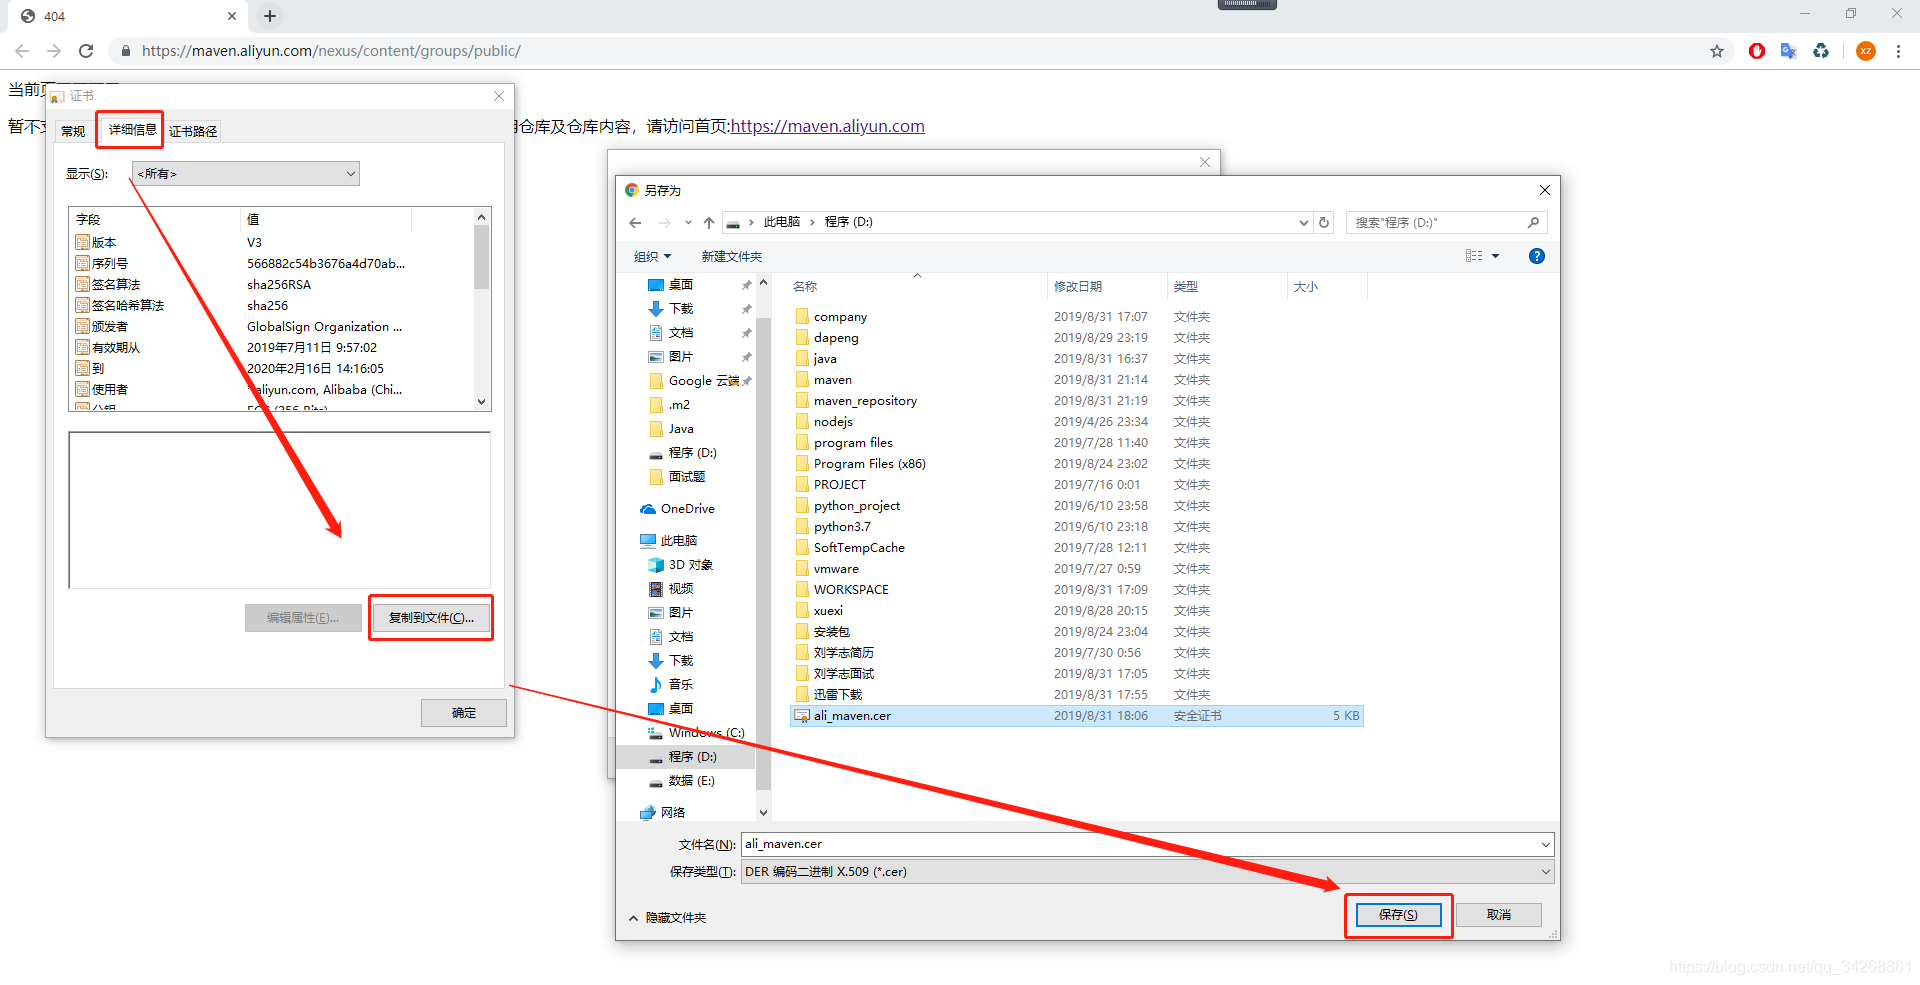 404
https://maven.aliyun.com/nexus/content/groups/public/
XZ
当前页
暂不
仓库及仓库内容，请访问首页:https://maven.aliyun.com
证书
常规 详细信息 证书路径
显示(S): <所有>
字段 值
版本 V3
序列号 566882c54b3676a4d70ab...
签名算法 sha256RSA
签名哈希算法 sha256
颁发者 GlobalSign Organization ...
有效期从 2019年7月11日 9:57:02
到 2020年2月16日 14:16:05
使用者 *.aliyun.com, Alibaba (Chi...
编辑属性(E)... 复制到文件(C)...
确定
另存为
此电脑 程序 (D:)
搜索"程序 (D:)"
组织 新建文件夹
桌面
下载
文档
图片
Google 云端
.m2
Java
程序 (D:)
面试题
OneDrive
此电脑
3D 对象
视频
图片
文档
下载
音乐
桌面
Windows (C:)
程序 (D:)
数据 (E:)
网络
名称 修改日期 类型 大小
company 2019/8/31 17:07 文件夹
dapeng 2019/8/29 23:19 文件夹
java 2019/8/31 16:37 文件夹
maven 2019/8/31 21:14 文件夹
maven_repository 2019/8/31 21:19 文件夹
nodejs 2019/4/26 23:34 文件夹
program files 2019/7/28 11:40 文件夹
Program Files (x86) 2019/8/24 23:02 文件夹
PROJECT 2019/7/16 0:01 文件夹
python_project 2019/6/10 23:58 文件夹
python3.7 2019/6/10 23:18 文件夹
SoftTempCache 2019/7/28 12:11 文件夹
vmware 2019/7/27 0:59 文件夹
WORKSPACE 2019/8/31 17:09 文件夹
xuexi 2019/8/28 20:15 文件夹
安装包 2019/8/24 23:04 文件夹
刘学志简历 2019/7/30 0:56 文件夹
刘学志面试 2019/8/31 17:05 文件夹
迅雷下载 2019/8/31 17:55 文件夹
ali_maven.cer 2019/8/31 18:06 安全证书 5 KB
文件名(N): ali_maven.cer
保存类型(T): DER 编码二进制 X.509 (*.cer)
隐藏文件夹
保存(S) 取消
https://blog.csdn.net/qq_34268861